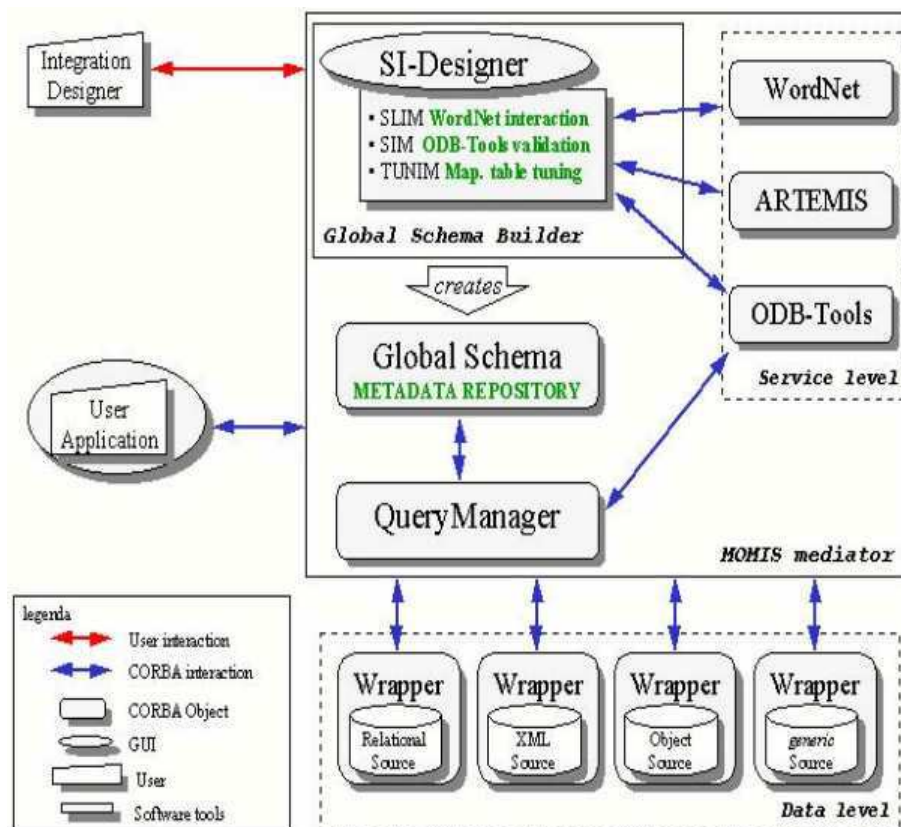 Integration
Designer
SI-Designer
• SLIM WordNet interaction
• SIM ODB-Tools validation
• TUNIM Map. table tuning
Global Schema Builder
WordNet
ARTEMIS
ODB-Tools
Service level
creates
Global Schema
METADATA REPOSITORY
User
Application
QueryManager
MOMIS mediator
legenda
User interaction
CORBA interaction
CORBA Object
GUI
User
Software tools
Wrapper
Relational
Source
Wrapper
XML
Source
Wrapper
Object
Source
Wrapper
generic
Source
Data level